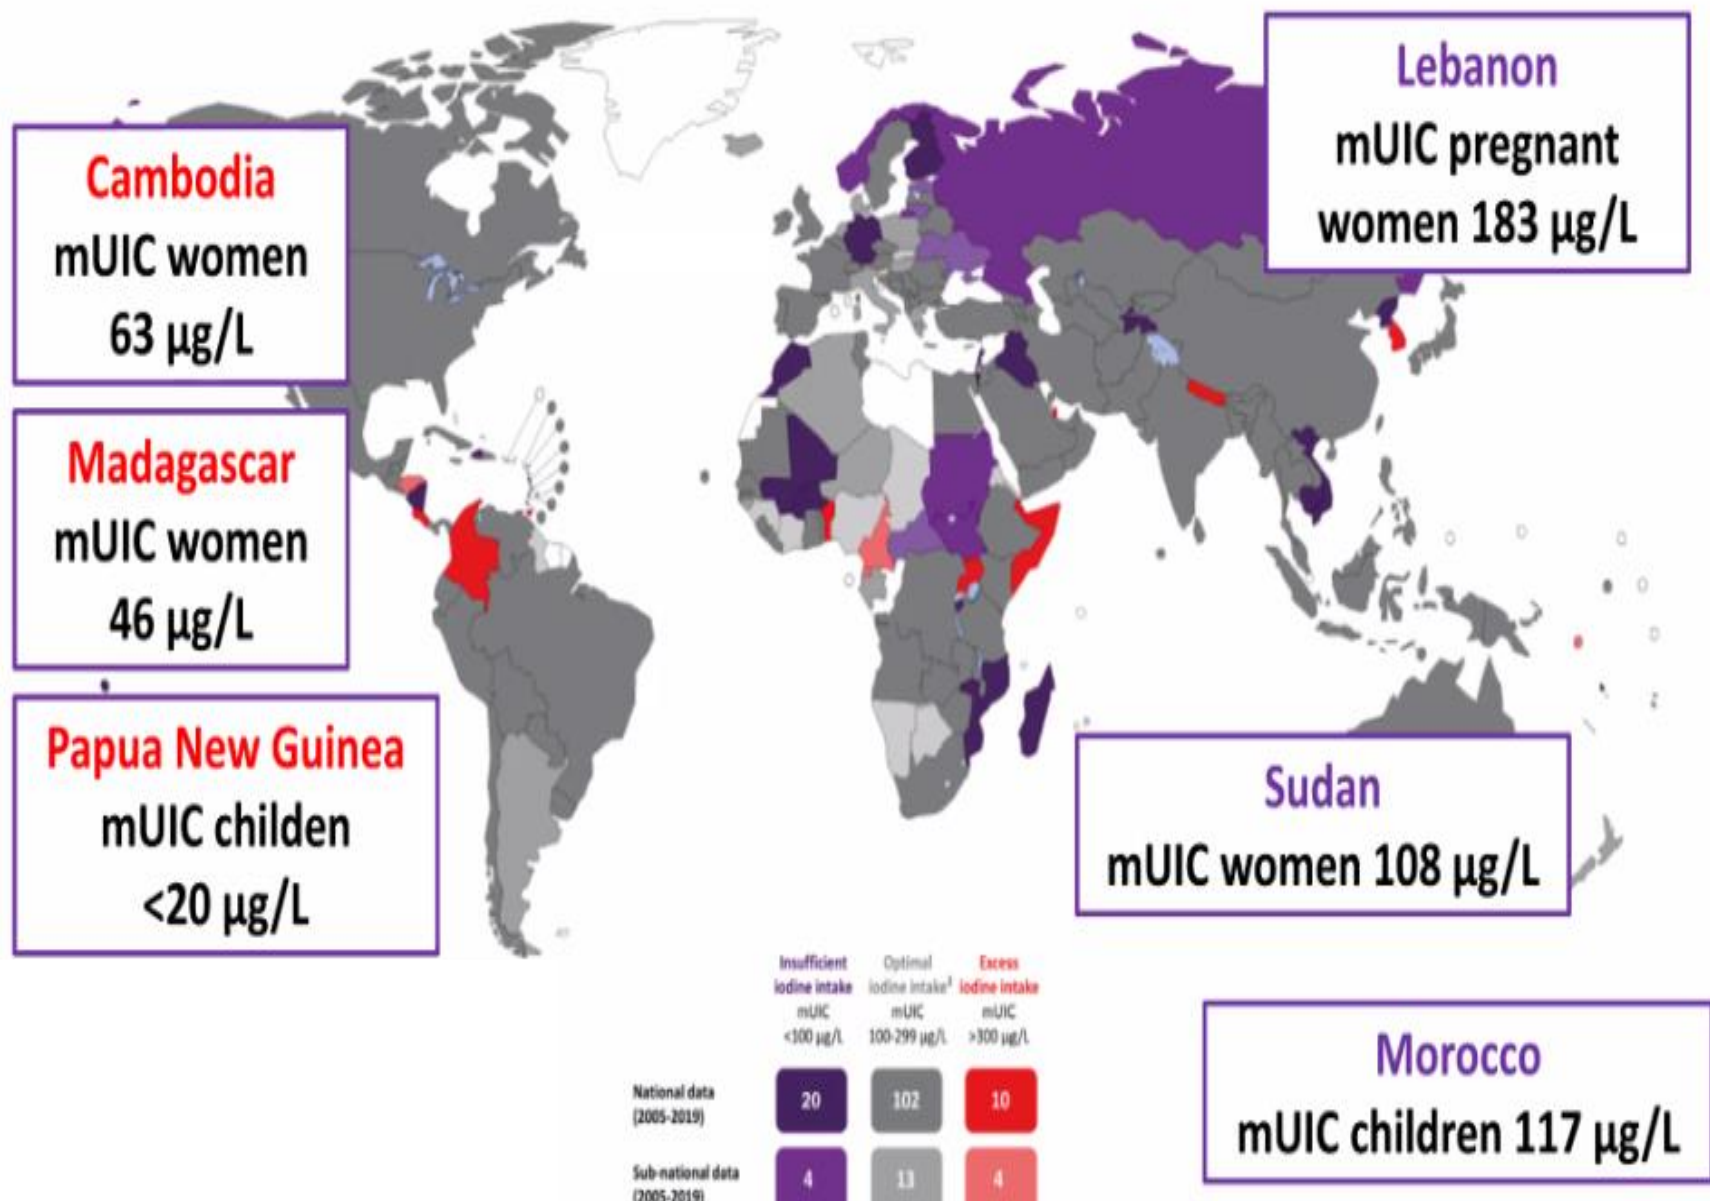 Cambodia
mUIC women
63 µg/L
Madagascar
mUIC women
46 µg/L
Papua New Guinea
mUIC childen
<20 µg/L
Lebanon
mUIC pregnant
women 183 µg/L
Sudan
mUIC women 108 µg/L
Morocco
mUIC children 117 µg/L
Insufficient Optimal Excess
iodine intake iodine intake iodine intake
mUIC mUIC mUIC
<100 µg/L 100-299 µg/L >300 µg/L
National data 20 102 10
(2005-2019)
Sub-national data 4 13 4
(2005-2019)